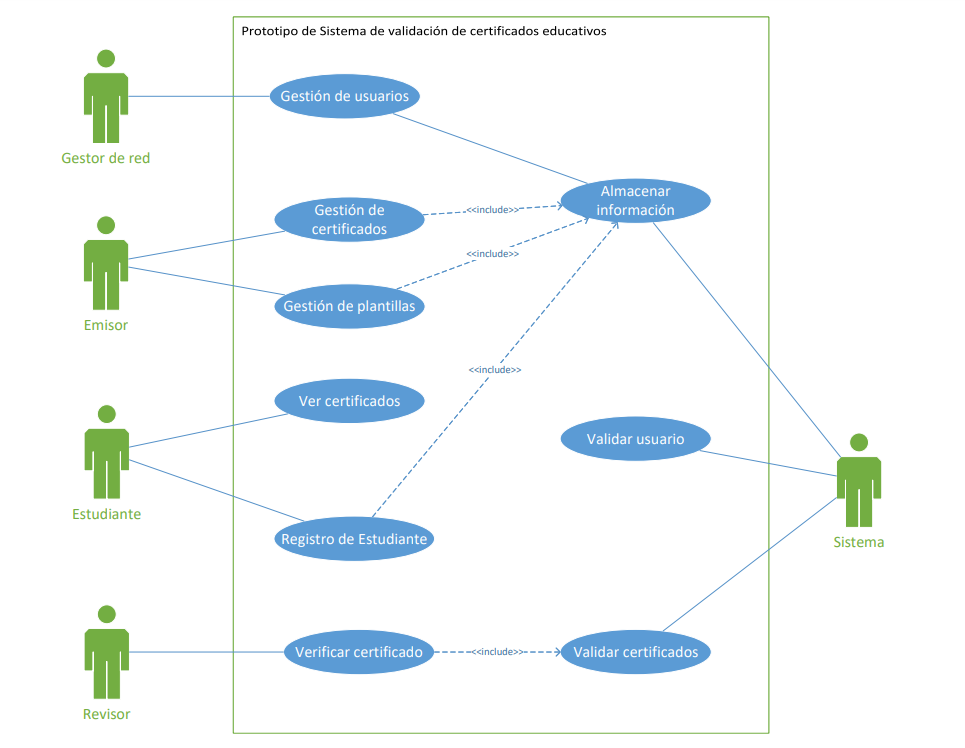 Prototipo de Sistema de validación de certificados educativos
Gestión de usuarios
Gestor de red
Almacenar
información
Gestión de
certificados
<<include>>
<<include>>
Gestión de plantillas
Emisor
<<include>>
Ver certificados
Validar usuario
Estudiante
Registro de Estudiante
Sistema
Verificar certificado
<<include>>
Validar certificados
Revisor